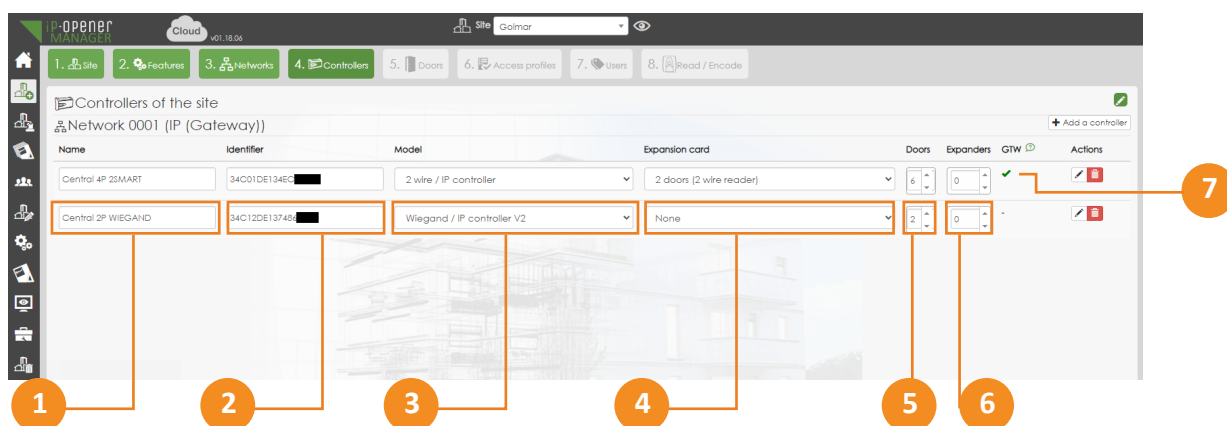 iP·OPENER
MANAGER
Cloud
v01.18.06
Site
Golmar
1. Site
2. Features
3. Networks
4. Controllers
5. Doors
6. Access profiles
7. Users
8. Read / Encode
Controllers of the site
Network 0001 (IP (Gateway))
+ Add a controller
Name Identifier Model Expansion card Doors Expanders GTW Actions
Central 4P 2SMART 34C01DE134EC 2 wire / IP controller 2 doors (2 wire reader) 6 0
Central 2P WIEGAND 34C12DE137486 Wiegand / IP controller V2 None 2 0 -
7
1 2 3 4 5 6